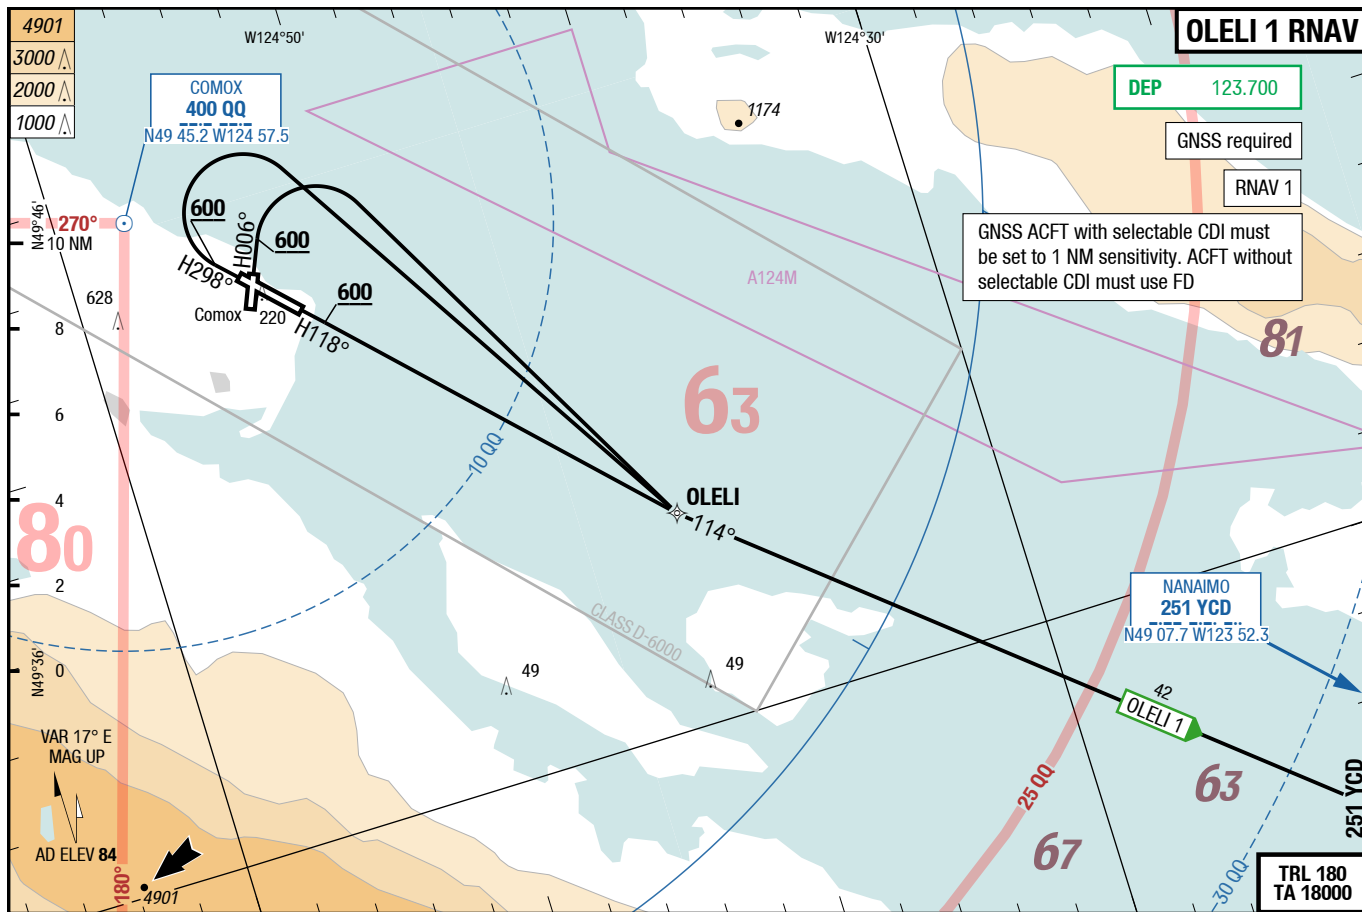 4901
3000
2000
1000
W124°50'
W124°30'
OLELI 1 RNAV
DEP 123.700
GNSS required
RNAV 1
GNSS ACFT with selectable CDI must
be set to 1 NM sensitivity. ACFT without
selectable CDI must use FD
COMOX
400 QQ
N49 45.2 W124 57.5
1174
270°
N49°46'
10 NM
600
H006°
600
H298°
600
Comox
220
H118°
628
A124M
81
63
8
6
4
2
0
10 QQ
OLELI
114°
80
NANAIMO
251 YCD
N49 07.7 W123 52.3
CLASS D-6000
49
49
N49°36'
42
OLELI 1
VAR 17° E
MAG UP
AD ELEV 84
180°
4901
25 QQ
63
67
30 QQ
251 YCD
TRL 180
TA 18000